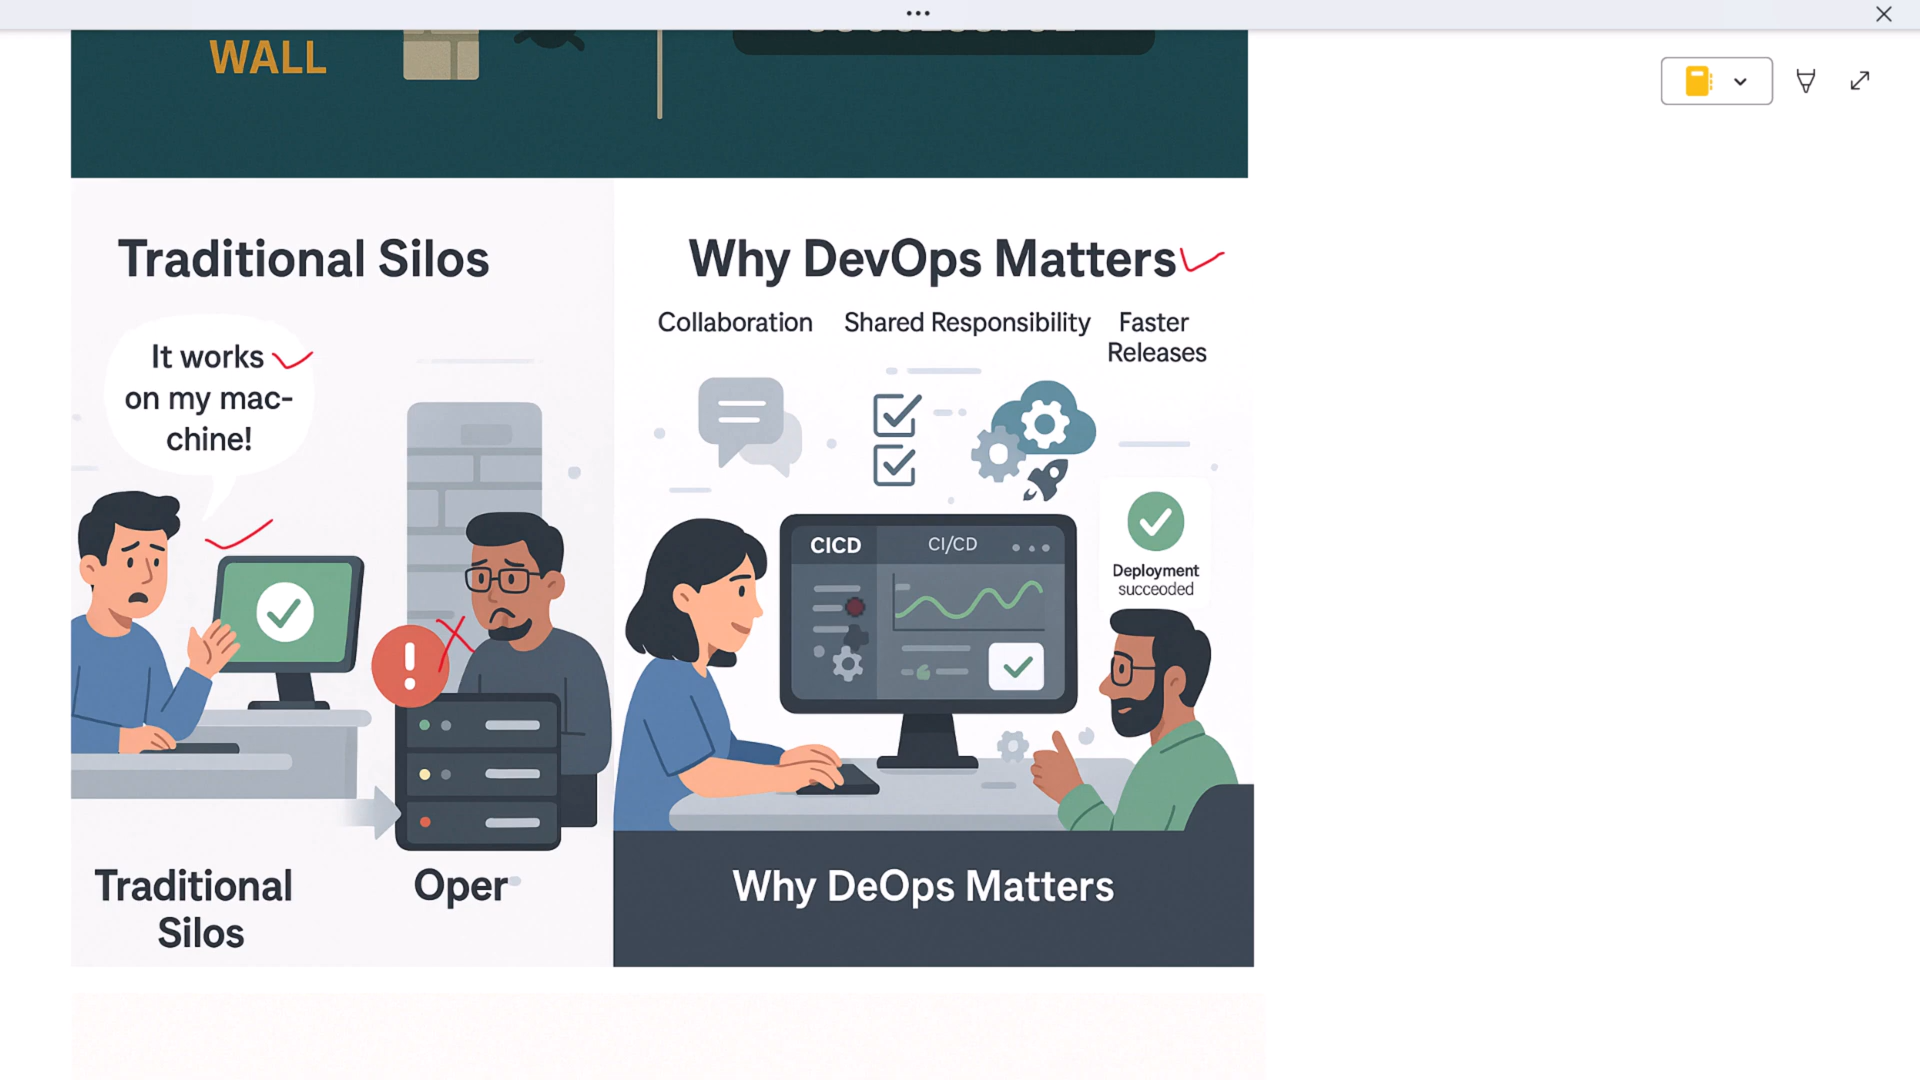 WALL
Traditional Silos
It works
on my mac-
chine!
Traditional
Silos
Oper
Why DevOps Matters
Collaboration
Shared Responsibility
Faster
Releases
CICD
CI/CD
Deployment
succeoded
Why DeOps Matters